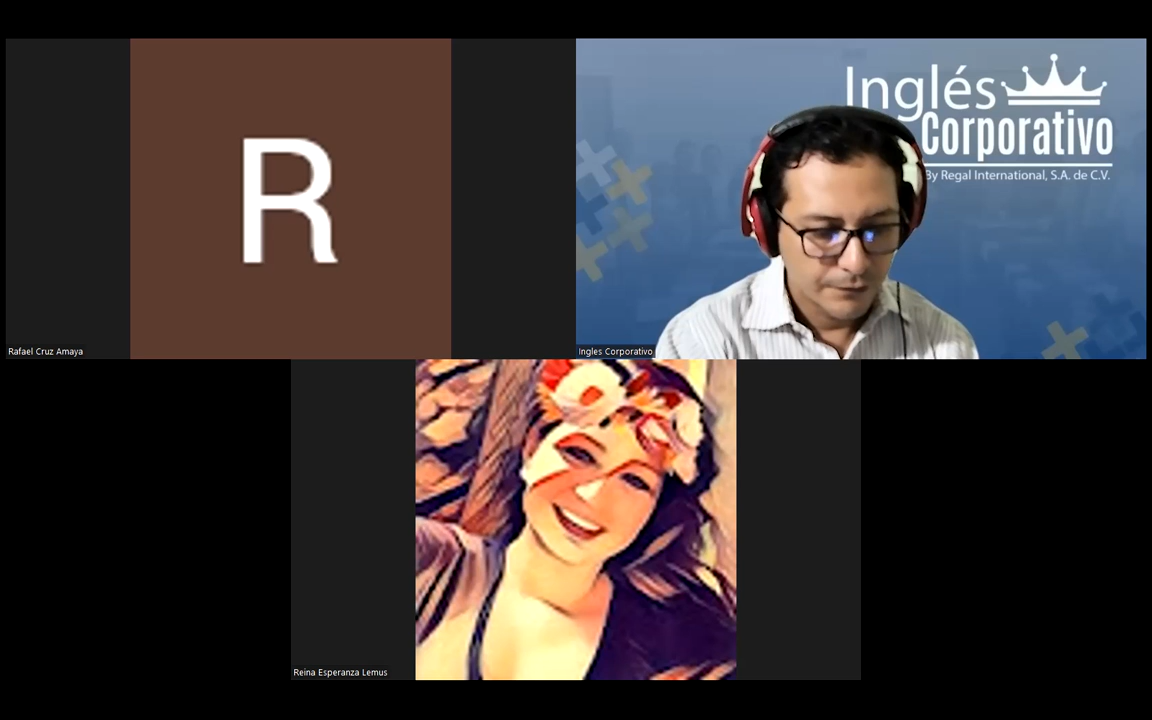 R
Rafael Cruz Amaya
Inglés
Corporativo
By Regal International, S.A. de C.V.
Ingles Corporativo
Reina Esperanza Lemus